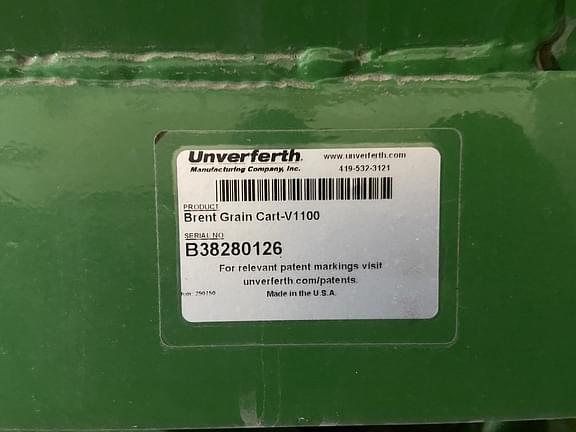 Unverferth www.unverferth.com
Manufacturing Company, Inc. 419-532-3121
PRODUCT
Brent Grain Cart-V1100
SERIAL NO
B38280126
For relevant patent markings visit
unverferth.com/patents.
Made in the U.S.A.